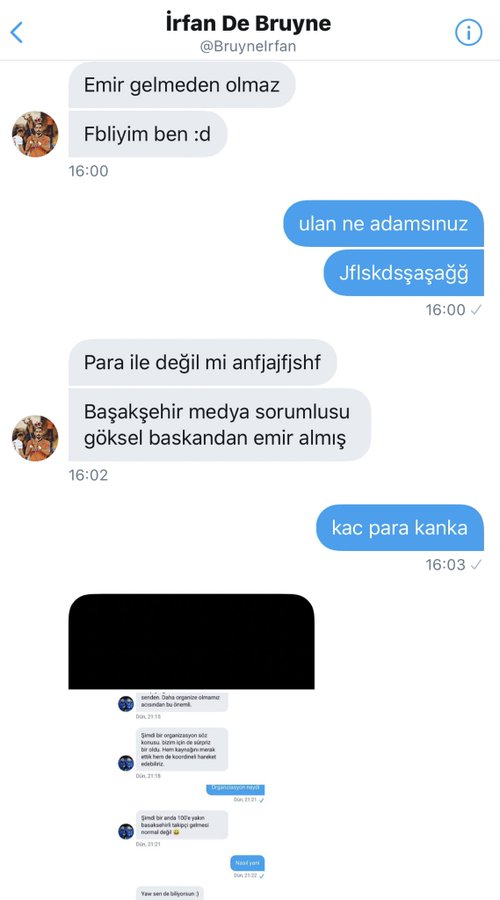 İrfan De Bruyne
@BruyneIrfan
Emir gelmeden olmaz
Fbliyim ben :d
16:00
ulan ne adamsınuz
Jflskdsşaşağğ
16:00
Para ile değil mi anfjajfjshf
Başakşehir medya sorumlusu
göksel baskandan emir almış
16:02
kac para kanka
16:03
senden. Daha organize olmamız
acısından bu önemli.
Dün, 21:18
Şimdi bir organizasyon söz
konusu. bizim için de sürpriz
bir oldu. Hem kaynağını merak
ettik hem de koordineli hareket
edebiliriz.
Dün, 21:18
Organizasyon neydi
Dün, 21:21
Şimdi bir anda 100'e yakın
basaksehirli takipçi gelmesi
normal değil 😄
Dün, 21:21
Nasıl yani
Dün, 21:22
Yaw sen de biliyorsun :)